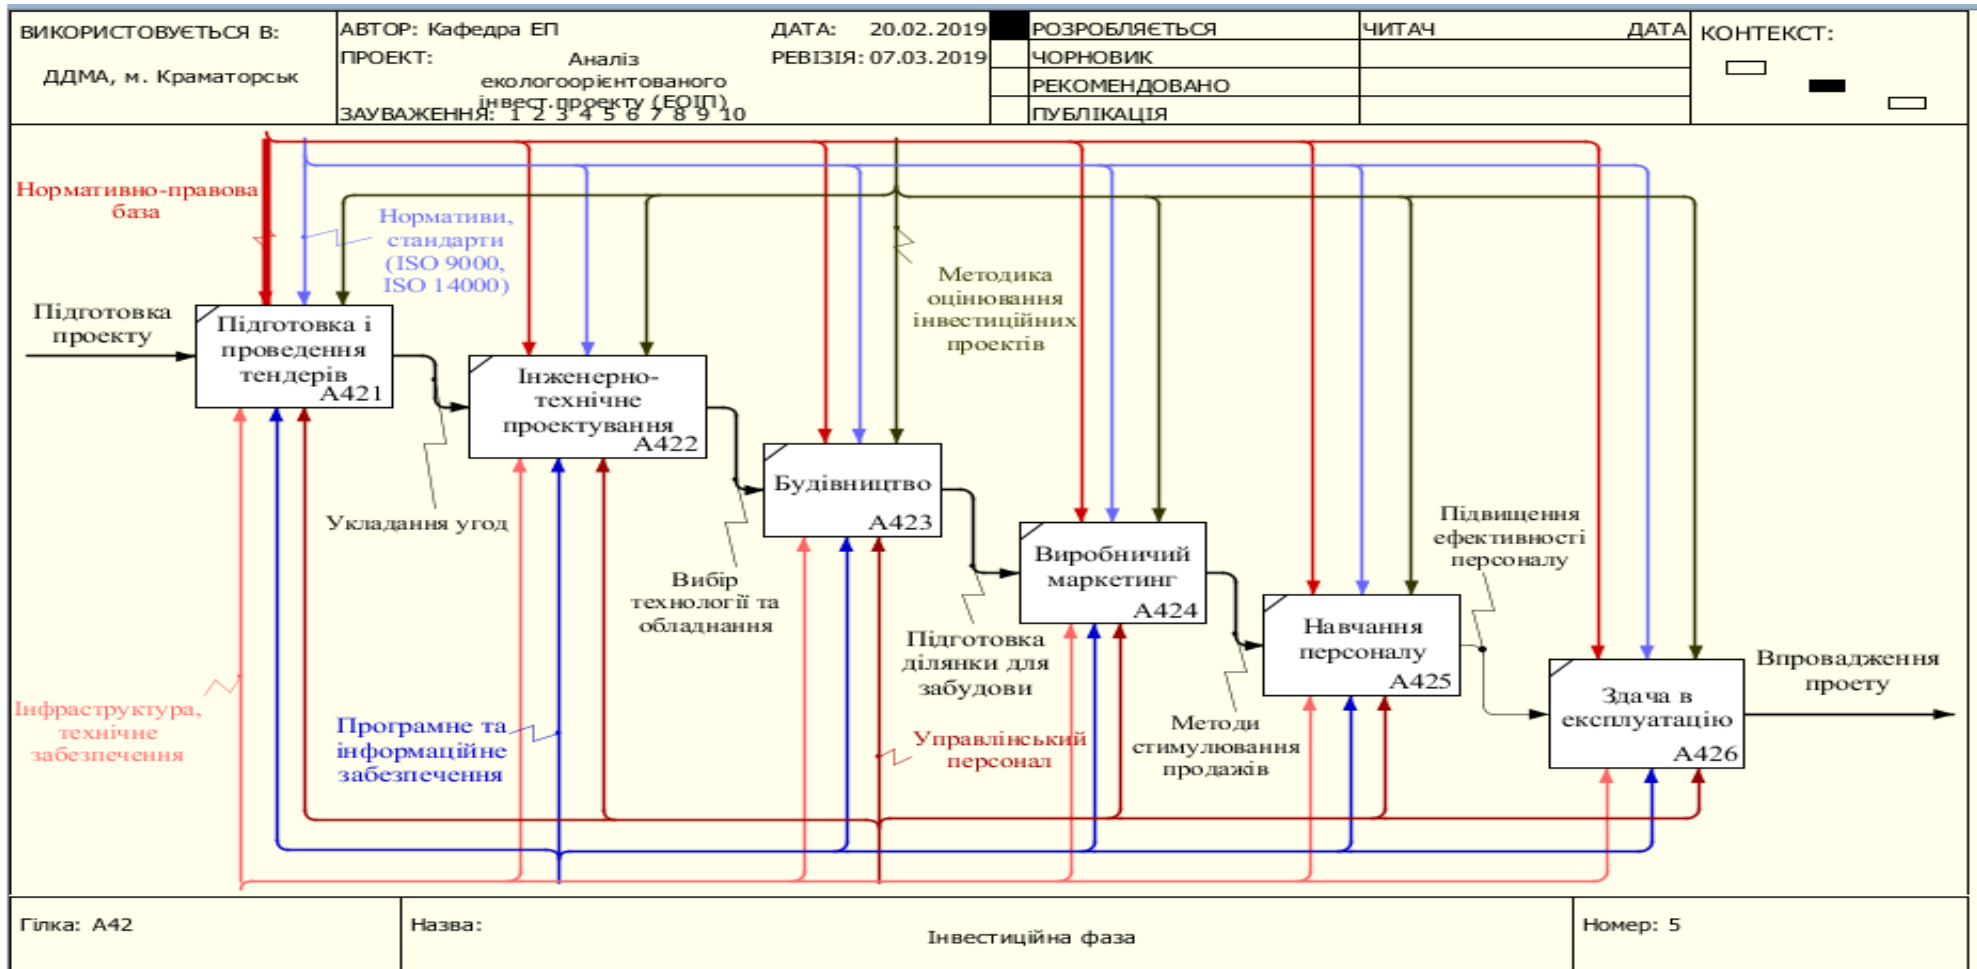 ВИКОРИСТОВУЄТЬСЯ В:
ДДМА, м. Краматорськ
АВТОР: Кафедра ЕП
ДАТА: 20.02.2019
ПРОЕКТ: Аналіз
екологоорієнтованого
інвест.проекту (ЕОІП)
РЕВІЗІЯ: 07.03.2019
ЗАУВАЖЕННЯ: 1 2 3 4 5 6 7 8 9 10
РОЗРОБЛЯЄТЬСЯ
ЧОРНОВИК
РЕКОМЕНДОВАНО
ПУБЛІКАЦІЯ
ЧИТАЧ
ДАТА
КОНТЕКСТ:
Нормативно-правова
база
Нормативи,
стандарти
(ISO 9000,
ISO 14000)
Методика
оцінювання
інвестиційних
проектів
Підготовка
проекту
Підготовка і
проведення
тендерів
A421
Укладання угод
Інженерно-
технічне
проектування
A422
Вибір
технології та
обладнання
Будівництво
A423
Підготовка
ділянки для
забудови
Виробничий
маркетинг
A424
Методи
стимулювання
продажів
Навчання
персоналу
A425
Підвищення
ефективності
персоналу
Здача в
експлуатацію
A426
Впровадження
проету
Інфраструктура,
технічне
забезпечення
Програмне та
інформаційне
забезпечення
Управлінський
персонал
Гілка: A42
Назва:
Інвестиційна фаза
Номер: 5